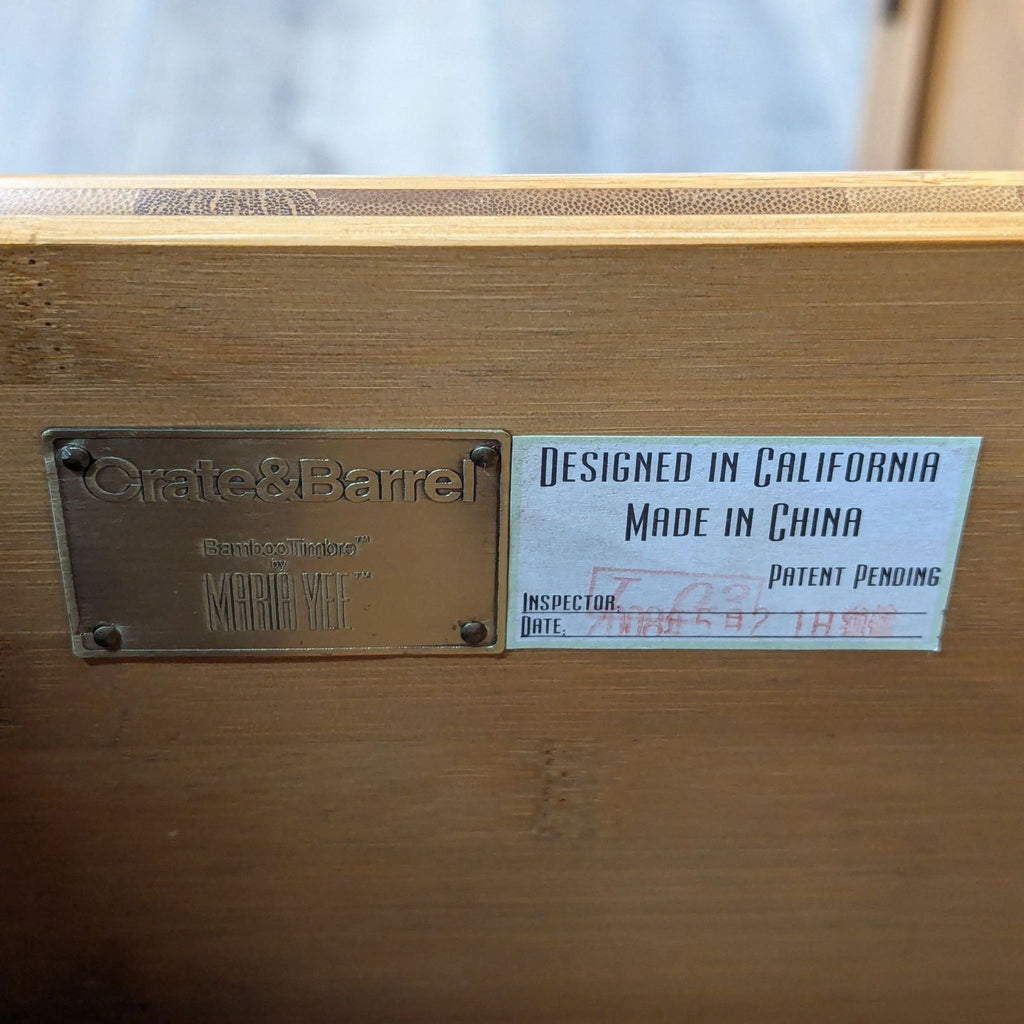 Crate&Barrel
BambooTimbre™
by
MARIA YEE™
DESIGNED IN CALIFORNIA
MADE IN CHINA
PATENT PENDING
INSPECTOR:
DATE: